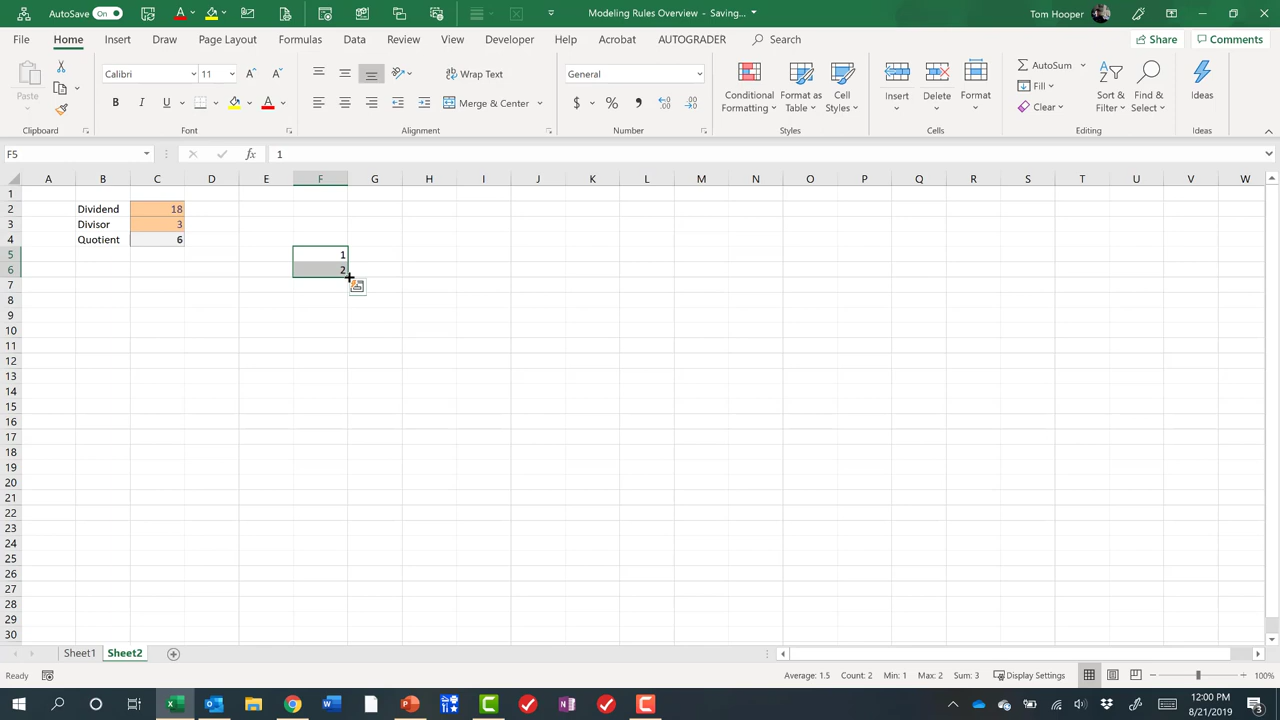 AutoSave On
Modeling Rules Overview - Saving...
Tom Hooper
File Home Insert Draw Page Layout Formulas Data Review View Developer Help Acrobat AUTOGRADER Search Share Comments
Paste
Calibri 11
Wrap Text
General
Conditional Formatting
Format as Table
Cell Styles
Insert
Delete
Format
AutoSum
Fill
Clear
Sort & Filter
Find & Select
Ideas
B I U
Merge & Center
$ % ,
Clipboard Font Alignment Number Styles Cells Editing Ideas
F5 fx 1
A B C D E F G H I J K L M N O P Q R S T U V W
1
2 Dividend 18
3 Divisor 3
4 Quotient 6
5 1
6 2
7
8
9
10
11
12
13
14
15
16
17
18
19
20
21
22
23
24
25
26
27
28
29
30
Sheet1 Sheet2
Ready Average: 1.5 Count: 2 Min: 1 Max: 2 Sum: 3 Display Settings 100%
12:00 PM
8/21/2019